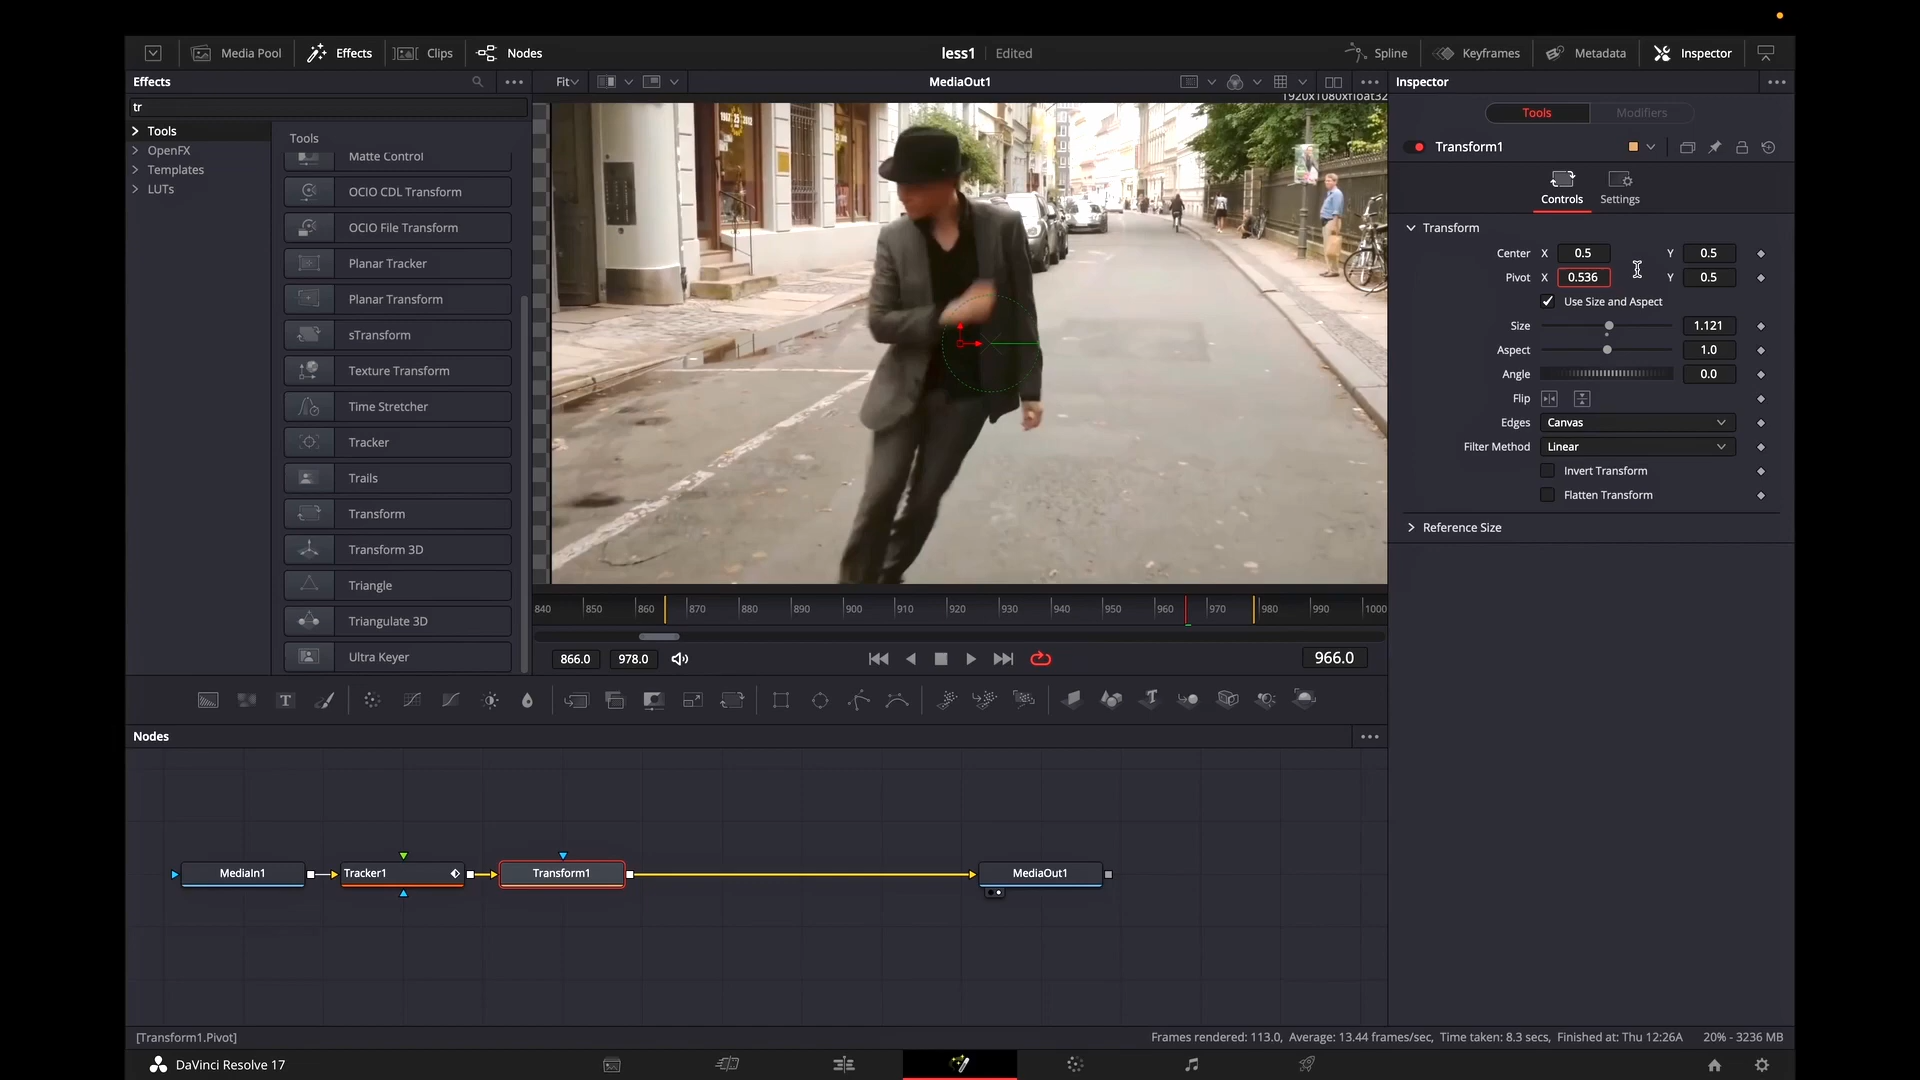 Media Pool
Effects
Clips
Nodes
less1
Edited
Spline
Keyframes
Metadata
Inspector
Effects
Fit
MediaOut1
Inspector
1920x1080xfloat32
tr
Tools
OpenFX
Templates
LUTs
Tools
Matte Control
OCIO CDL Transform
OCIO File Transform
Planar Tracker
Planar Transform
sTransform
Texture Transform
Time Stretcher
Tracker
Trails
Transform
Transform 3D
Triangle
Triangulate 3D
Ultra Keyer
Tools
Modifiers
Transform1
Controls
Settings
Transform
Center X 0.5 Y 0.5
Pivot X 0.536 Y 0.5
Use Size and Aspect
Size 1.121
Aspect 1.0
Angle 0.0
Flip
Edges Canvas
Filter Method Linear
Invert Transform
Flatten Transform
Reference Size
840 850 860 870 880 890 900 910 920 930 940 950 960 970 980 990 1000
866.0 978.0 966.0
Nodes
MediaIn1
Tracker1
Transform1
MediaOut1
[Transform1.Pivot]
Frames rendered: 113.0, Average: 13.44 frames/sec, Time taken: 8.3 secs, Finished at: Thu 12:26A
20% - 3236 MB
DaVinci Resolve 17